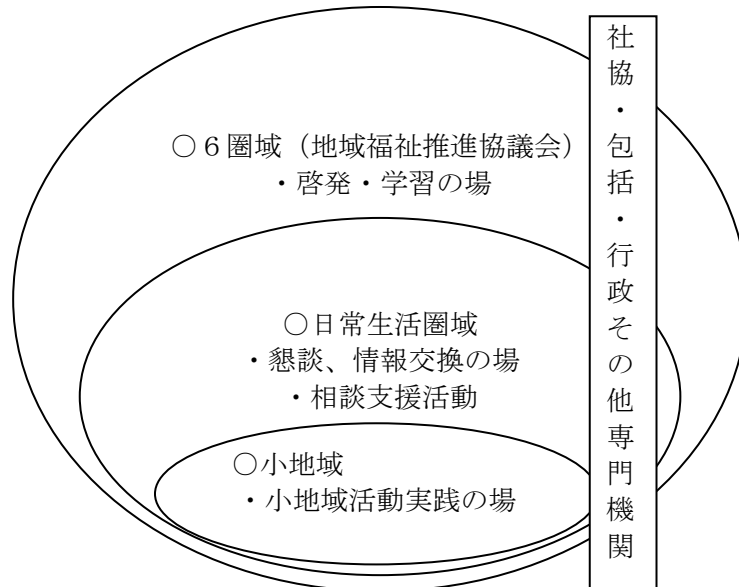 ○６圏域（地域福祉推進協議会）
・啓発・学習の場
○日常生活圏域
・懇談、情報交換の場
・相談支援活動
○小地域
・小地域活動実践の場
社協・包括・行政その他専門機関